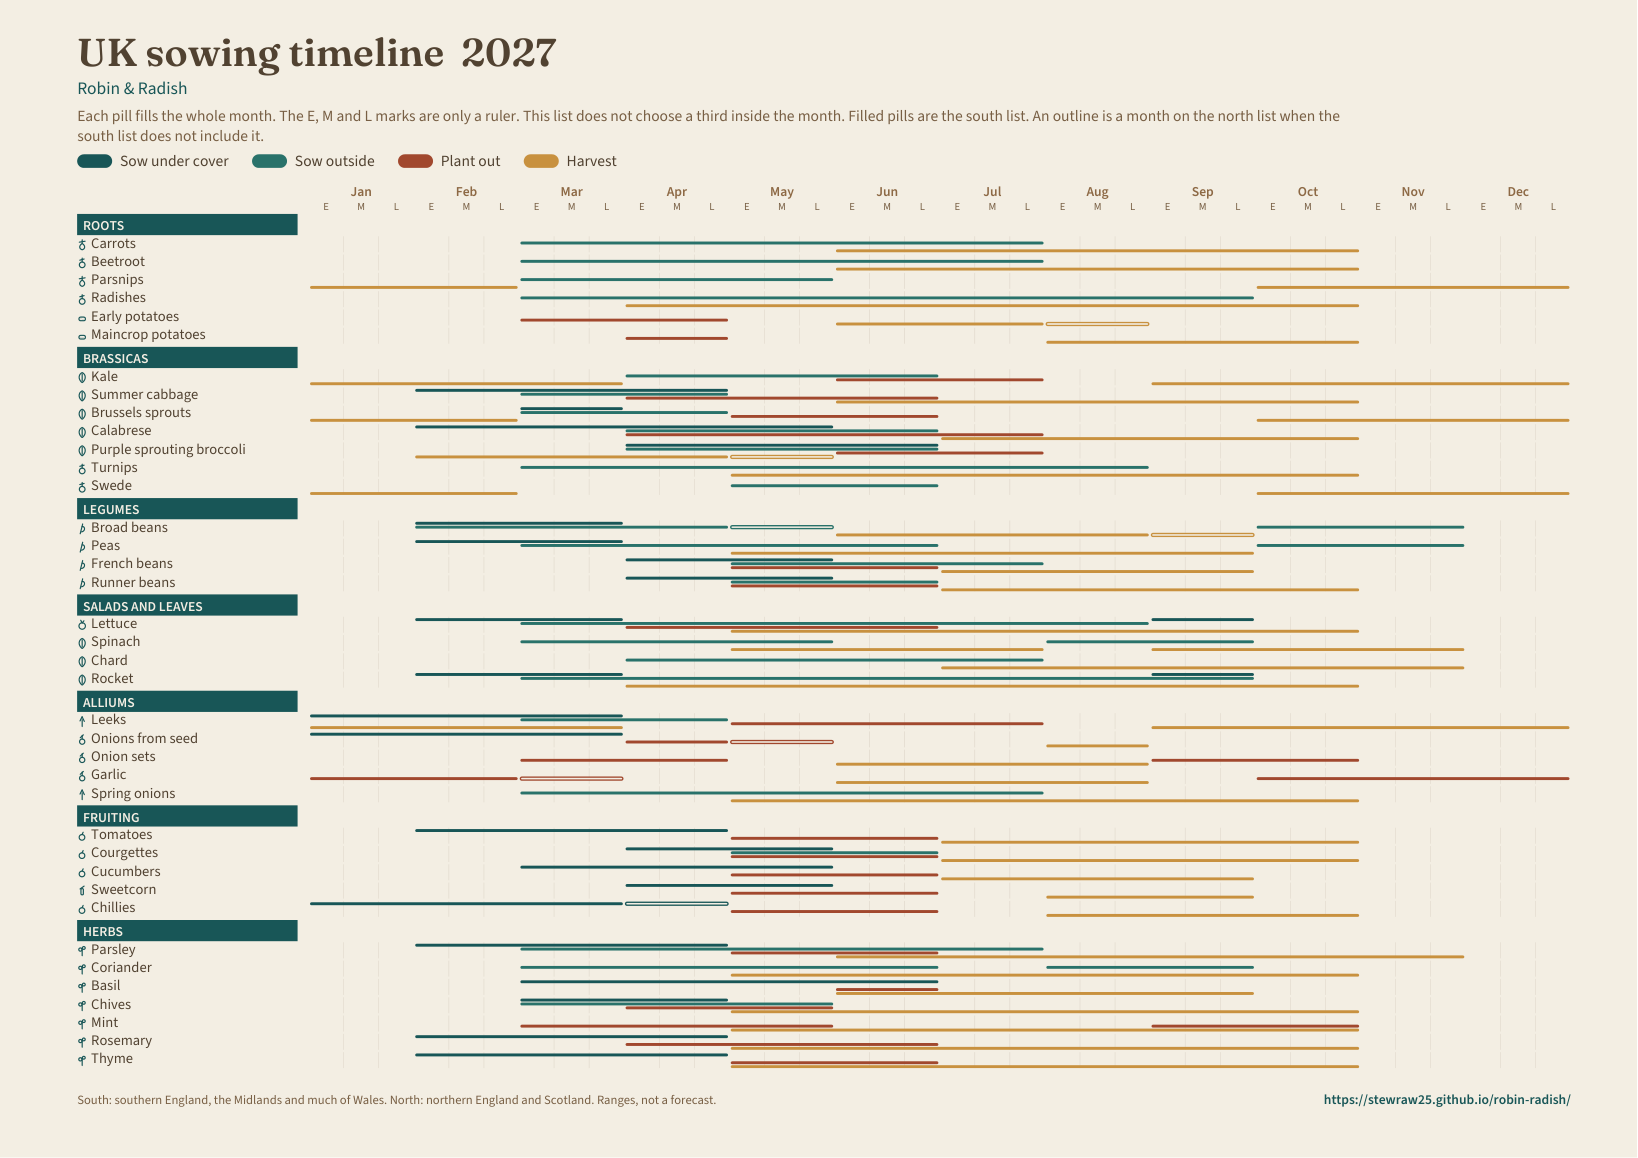 UK sowing timeline 2027
Robin & Radish
Each pill fills the whole month. The E, M and L marks are only a ruler. This list does not choose a third inside the month. Filled pills are the south list. An outline is a month on the north list when the
south list does not include it.
Sow under cover Sow outside Plant out Harvest
Jan Feb Mar Apr May Jun Jul Aug Sep Oct Nov Dec
E M L E M L E M L E M L E M L E M L E M L E M L E M L E M L E M L E M L
ROOTS
Carrots
Beetroot
Parsnips
Radishes
Early potatoes
Maincrop potatoes
BRASSICAS
Kale
Summer cabbage
Brussels sprouts
Calabrese
Purple sprouting broccoli
Turnips
Swede
LEGUMES
Broad beans
Peas
French beans
Runner beans
SALADS AND LEAVES
Lettuce
Spinach
Chard
Rocket
ALLIUMS
Leeks
Onions from seed
Onion sets
Garlic
Spring onions
FRUITING
Tomatoes
Courgettes
Cucumbers
Sweetcorn
Chillies
HERBS
Parsley
Coriander
Basil
Chives
Mint
Rosemary
Thyme
South: southern England, the Midlands and much of Wales. North: northern England and Scotland. Ranges, not a forecast.
https://stewraw25.github.io/robin-radish/